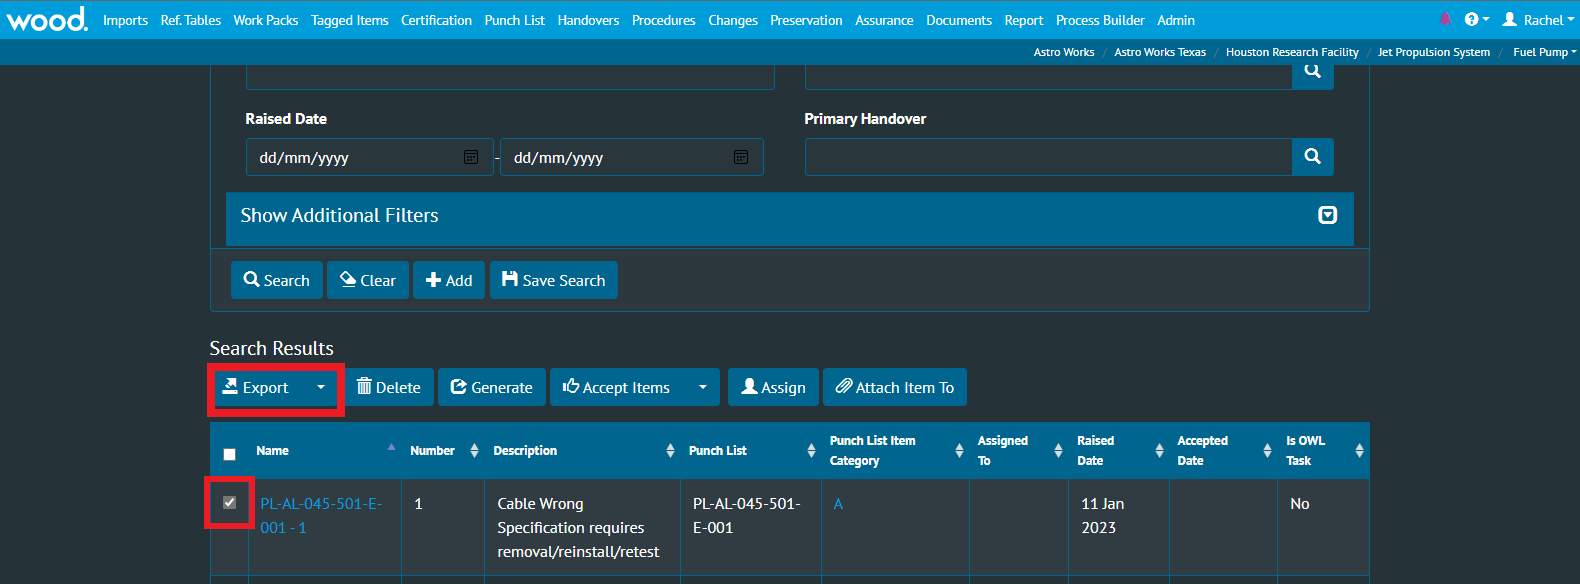 wood. Imports Ref. Tables Work Packs Tagged Items Certification Punch List Handovers Procedures Changes Preservation Assurance Documents Report Process Builder Admin Rachel
Astro Works / Astro Works Texas / Houston Research Facility / Jet Propulsion System / Fuel Pump
Raised Date Primary Handover
dd/mm/yyyy - dd/mm/yyyy
Show Additional Filters
Search Clear Add Save Search
Search Results
Export Delete Generate Accept Items Assign Attach Item To
Name Number Description Punch List Punch List Item Category Assigned To Raised Date Accepted Date Is OWL Task
PL-AL-045-501-E- 1 Cable Wrong PL-AL-045-501- A 11 Jan No
001 - 1 Specification requires E-001 2023
removal/reinstall/retest